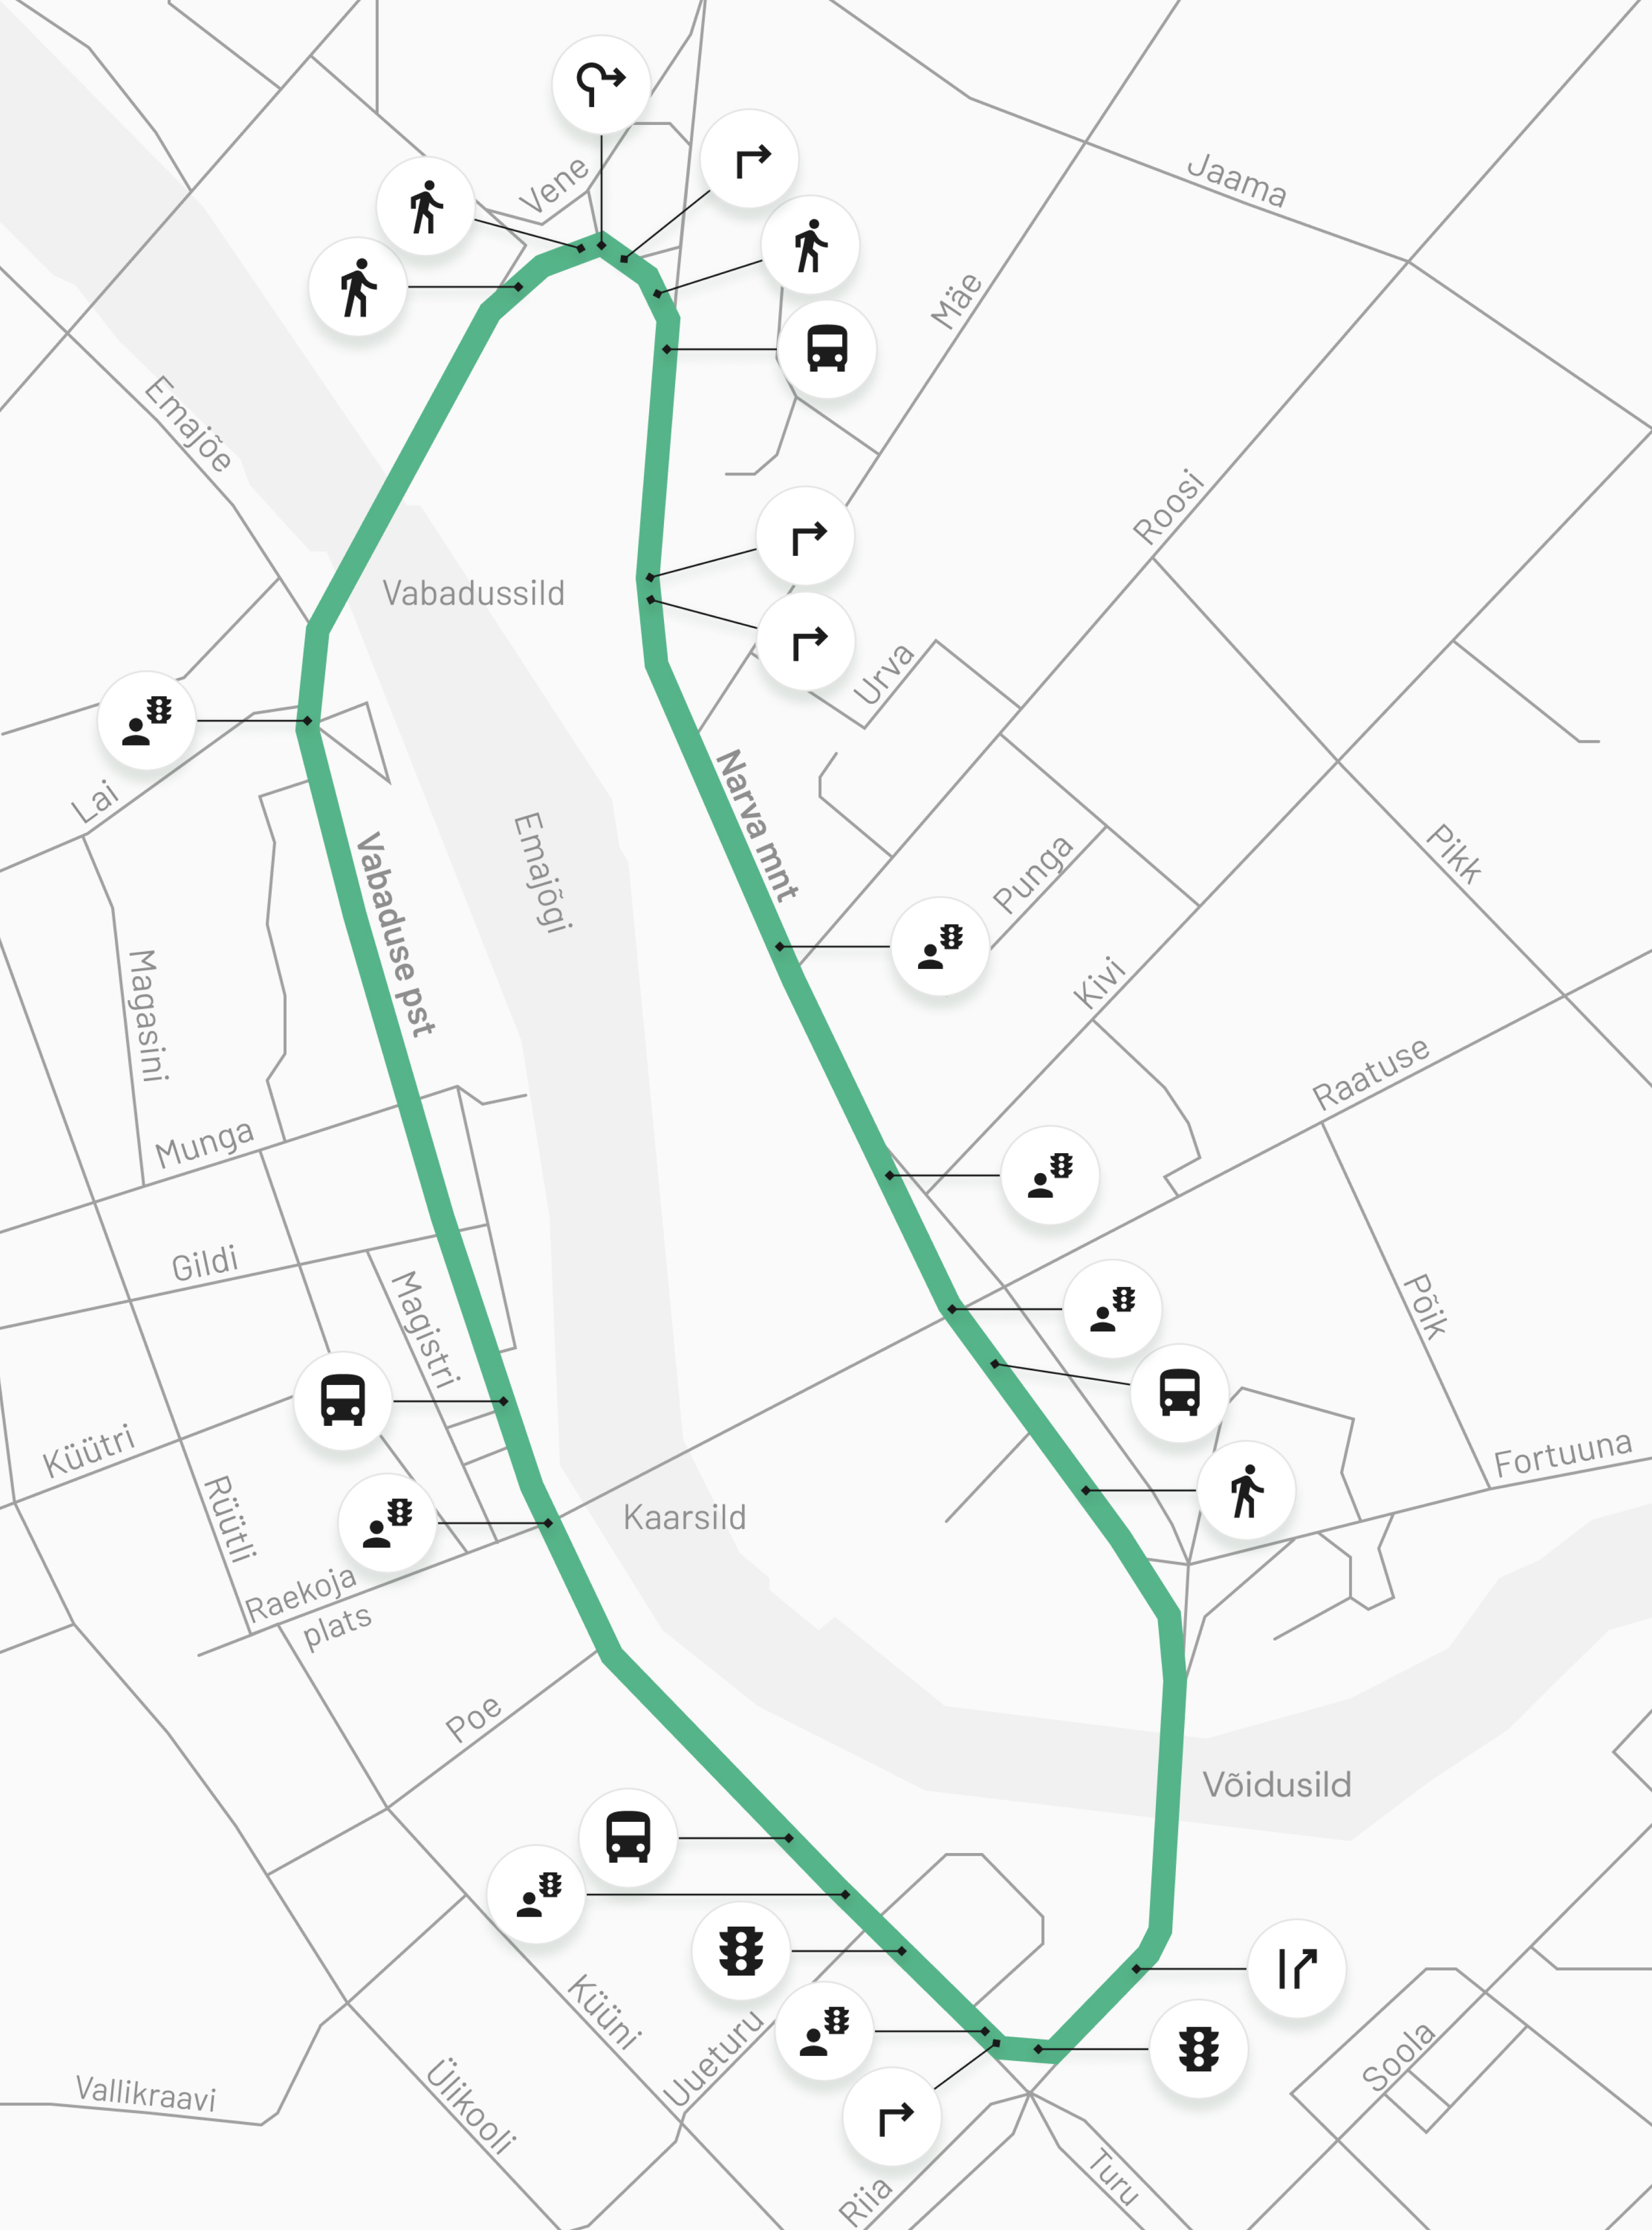 Vene
Jaama
Mäe
Emajõe
Roosi
Vabadussild
Urva
Lai
Narva mnt
Emajõgi
Vabaduse pst
Punga
Pikk
Magasini
Kivi
Raatuse
Munga
Gildi
Magistri
Põik
Küütri
Rüütli
Kaarsild
Fortuuna
Raekoja
plats
Poe
Võidusild
Küüni
Uueturu
Soola
Vallikraavi
Ülikooli
Riia
Turu